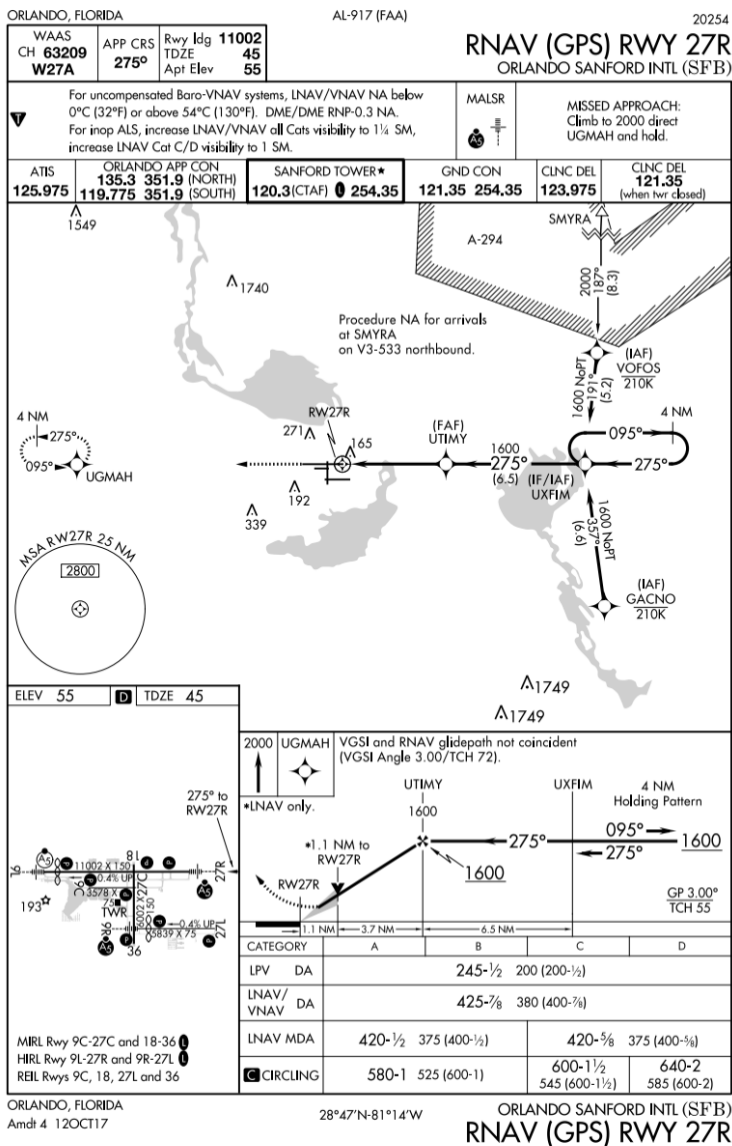 ORLANDO, FLORIDA
AL-917 (FAA)
20254
WAAS
CH 63209
W27A
APP CRS
275°
Rwy ldg 11002
TDZE 45
Apt Elev 55
RNAV (GPS) RWY 27R
ORLANDO SANFORD INTL (SFB)
T
For uncompensated Baro-VNAV systems, LNAV/VNAV NA below
0°C (32°F) or above 54°C (130°F). DME/DME RNP-0.3 NA.
For inop ALS, increase LNAV/VNAV all Cats visibility to 1¼ SM,
increase LNAV Cat C/D visibility to 1 SM.
MALSR
A5
MISSED APPROACH:
Climb to 2000 direct
UGMAH and hold.
ATIS
125.975
ORLANDO APP CON
135.3 351.9 (NORTH)
119.775 351.9 (SOUTH)
SANFORD TOWER★
120.3 (CTAF) L 254.35
GND CON
121.35 254.35
CLNC DEL
123.975
CLNC DEL
121.35
(when twr closed)
1549
1740
A-294
SMYRA
2000
187°
(8.3)
Procedure NA for arrivals
at SMYRA
on V3-533 northbound.
(IAF)
VOFOS
210K
1600 NoPT
191°
(5.2)
4 NM
275°
095°
UGMAH
RW27R
271
165
192
339
(FAF)
UTIMY
1600
275°
(6.5)
(IF/IAF)
UXFIM
4 NM
095°
275°
1600 NoPT
357°
(6.6)
(IAF)
GACNO
210K
MSA RW27R 25 NM
2800
1749
1749
ELEV 55
D
TDZE 45
275° to
RW27R
9L
11002 X 150
18
27R
A5
P
0.4% UP
9C
3578 X 75
27C
6002 X 150
193
TWR
0.4% UP
9R
5839 X 75
27L
36
MIRL Rwy 9C-27C and 18-36 L
HIRL Rwy 9L-27R and 9R-27L L
REIL Rwys 9C, 18, 27L and 36
2000
UGMAH
VGSI and RNAV glidepath not coincident
(VGSI Angle 3.00/TCH 72).
*LNAV only.
UTIMY
1600
UXFIM
4 NM
Holding Pattern
*1.1 NM to
RW27R
RW27R
1600
275°
095°
275°
1600
GP 3.00°
TCH 55
1.1 NM
3.7 NM
6.5 NM
CATEGORY A B C D
LPV DA 245-½ 200 (200-½)
LNAV/
VNAV DA 425-⅞ 380 (400-⅞)
LNAV MDA 420-½ 375 (400-½) 420-⅝ 375 (400-⅝)
C CIRCLING 580-1 525 (600-1) 600-1½ 545 (600-1½) 640-2 585 (600-2)
ORLANDO, FLORIDA
Amdt 4 12OCT17
28°47'N-81°14'W
ORLANDO SANFORD INTL (SFB)
RNAV (GPS) RWY 27R